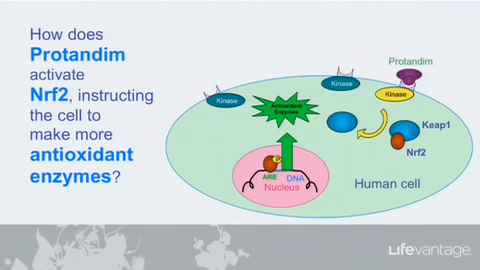 How does
Protandim
activate
Nrf2, instructing
the cell to
make more
antioxidant
enzymes?
Protandim
Kinase
Kinase
Kinase
Antioxidant
Enzymes
Keap1
Nrf2
P
ARE DNA
Nucleus
Human cell
Lifevantage